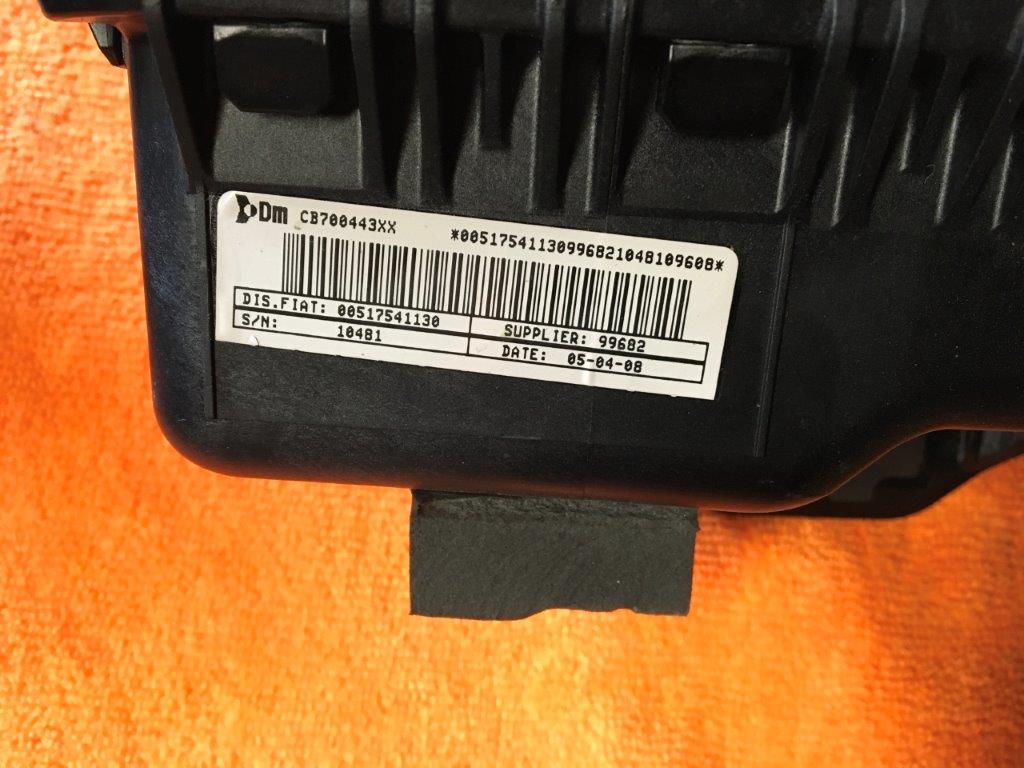 Dm CB700443XX *00517541130996821048109608*
DIS.FIAT: 00517541130
SUPPLIER: 99682
S/N: 10481
DATE: 05-04-08